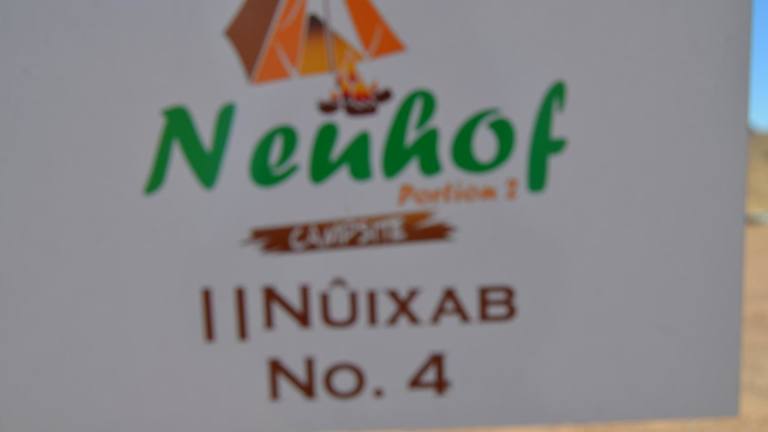 Neuhof
Portion 2
CAMPSITE
||NÛIXAB
No. 4